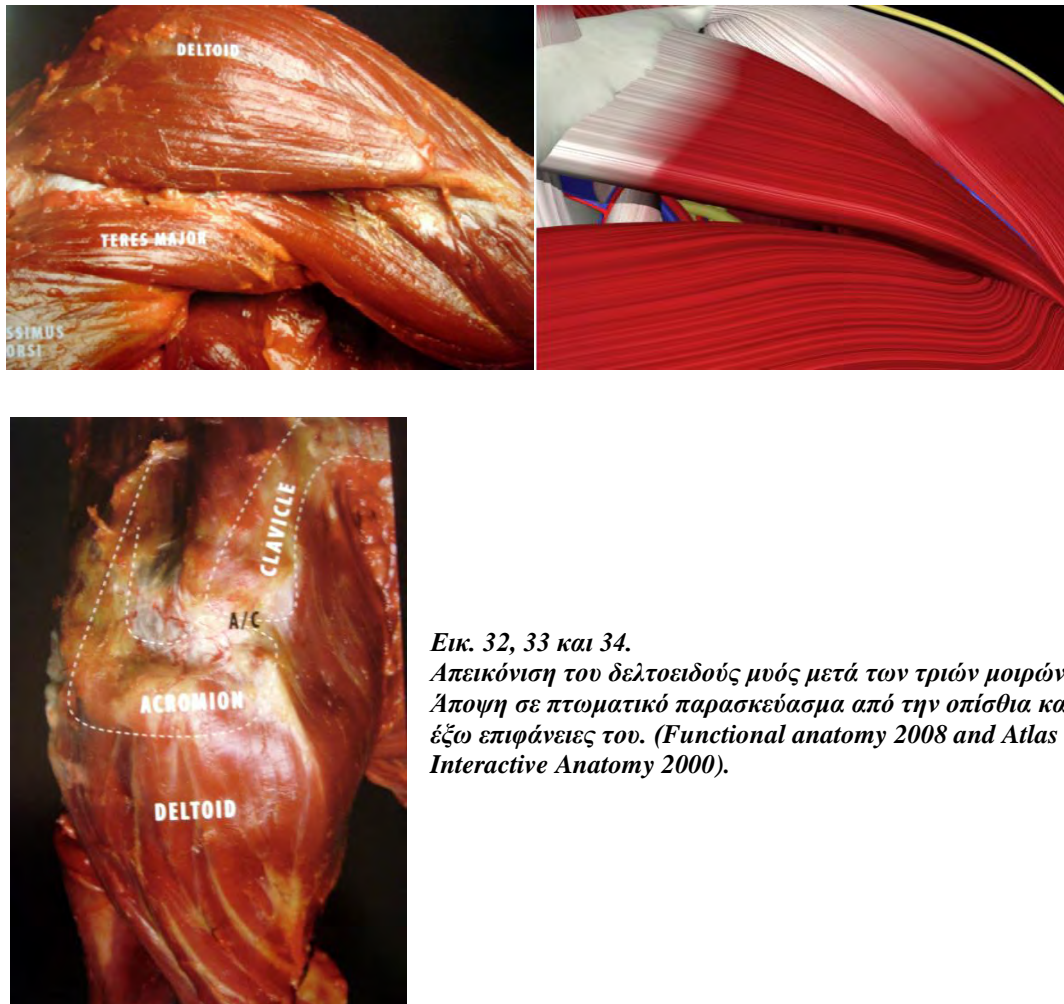 DELTOID
TERES MAJOR
SSIMUS
ORSI
CLAVICLE
A/C
ACROMION
DELTOID
Εικ. 32, 33 και 34.
Απεικόνιση του δελτοειδούς μυός μετά των τριών μοιρών
Άποψη σε πτωματικό παρασκεύασμα από την οπίσθια κα
έξω επιφάνειες του. (Functional anatomy 2008 and Atlas
Interactive Anatomy 2000).